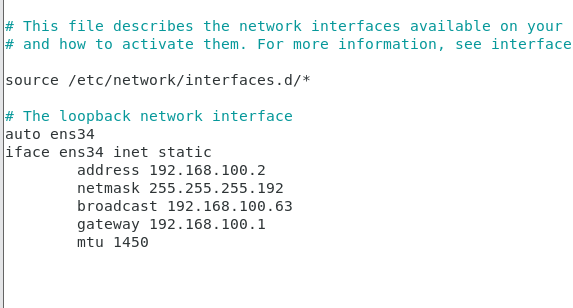 # This file describes the network interfaces available on your
# and how to activate them. For more information, see interface
source /etc/network/interfaces.d/*
# The loopback network interface
auto ens34
iface ens34 inet static
address 192.168.100.2
netmask 255.255.255.192
broadcast 192.168.100.63
gateway 192.168.100.1
mtu 1450